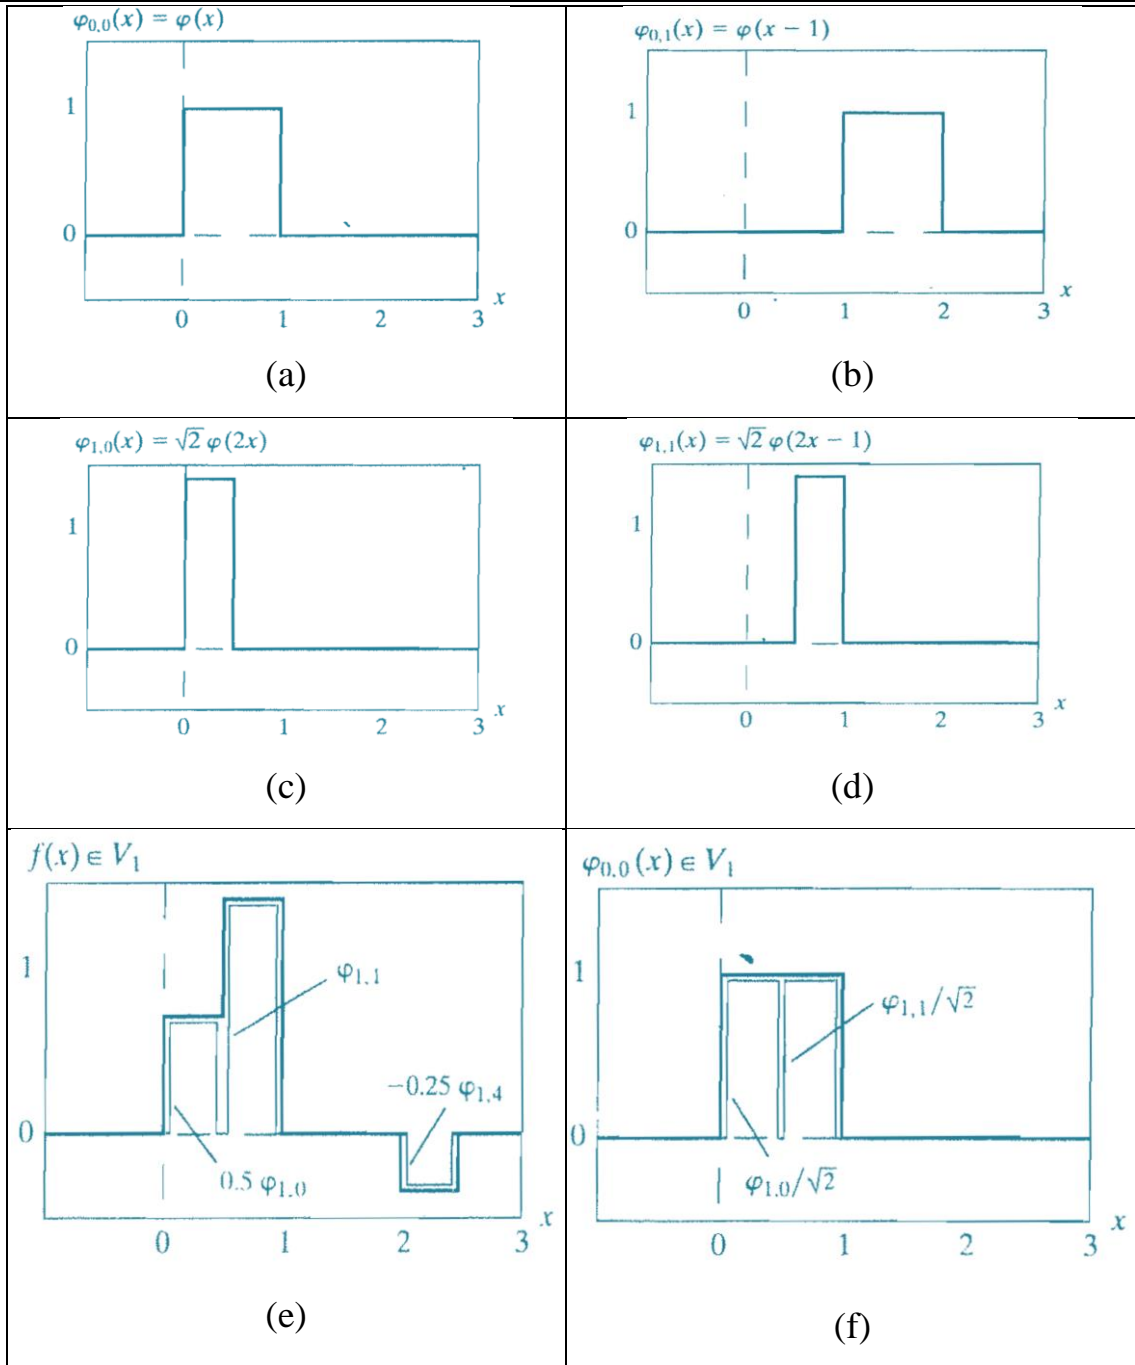 φ₀,₀(x) = φ(x)
1
0
x
0 1 2 3
(a)
φ₀,₁(x) = φ(x − 1)
1
0
x
0 1 2 3
(b)
φ₁,₀(x) = √2 φ(2x)
1
0
x
0 1 2 3
(c)
φ₁,₁(x) = √2 φ(2x − 1)
1
0
x
0 1 2 3
(d)
f(x) ∈ V₁
1
φ₁,₁
−0.25 φ₁,₄
0
0.5 φ₁,₀
x
0 1 2 3
(e)
φ₀,₀(x) ∈ V₁
1
φ₁,₁/√2
0
φ₁,₀/√2
x
0 1 2 3
(f)